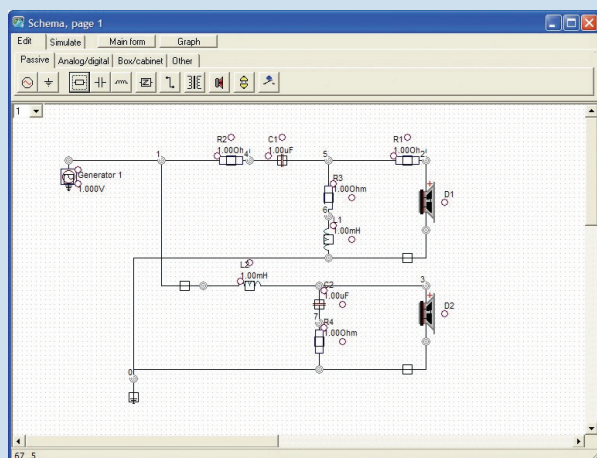 Schema, page 1
Edit Simulate Main form Graph
Passive Analog/digital Box/cabinet Other
1
R2 C1 R1
1 1.00Oh 4 1.00uF 5 1.00Oh 2
Generator 1
1.000V
R3
1.00Ohm
D1
6 L1
1.00mH
L2
1.00mH
C2 3
1.00uF
D2
7 R4
1.00Ohm
0
67, 5